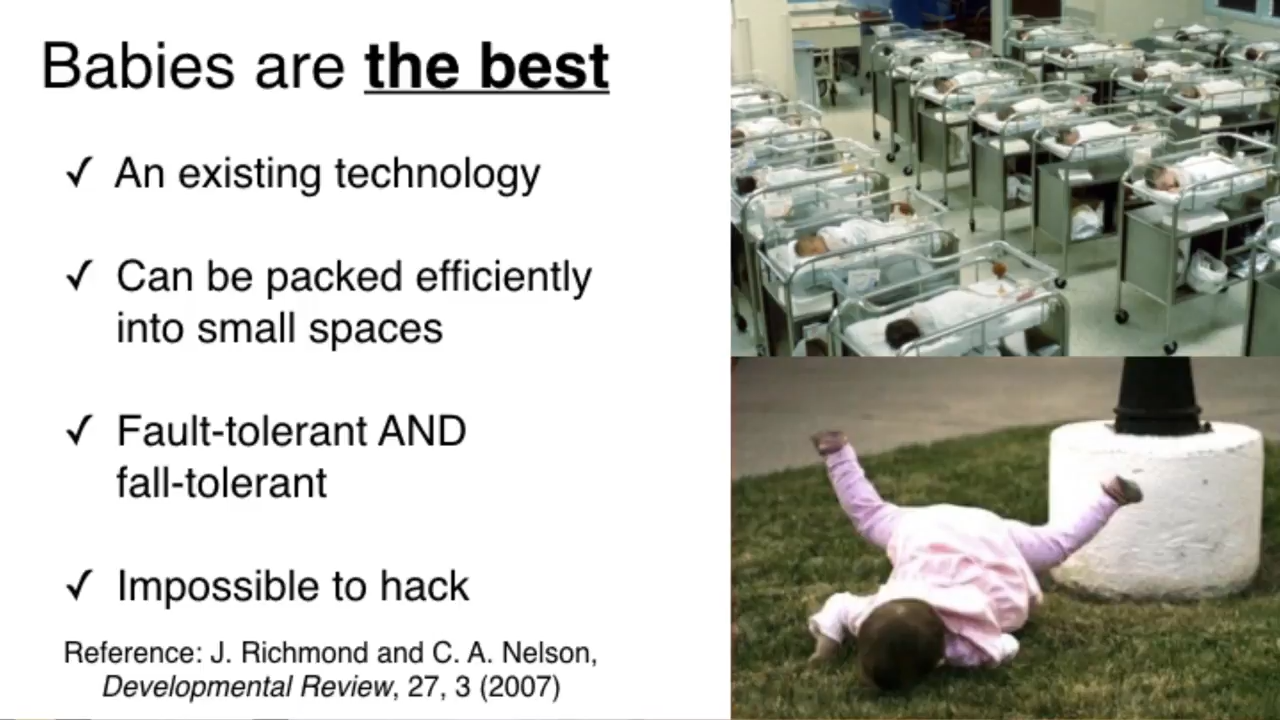 Babies are the best
✓ An existing technology
✓ Can be packed efficiently
into small spaces
✓ Fault-tolerant AND
fall-tolerant
✓ Impossible to hack
Reference: J. Richmond and C. A. Nelson,
Developmental Review, 27, 3 (2007)